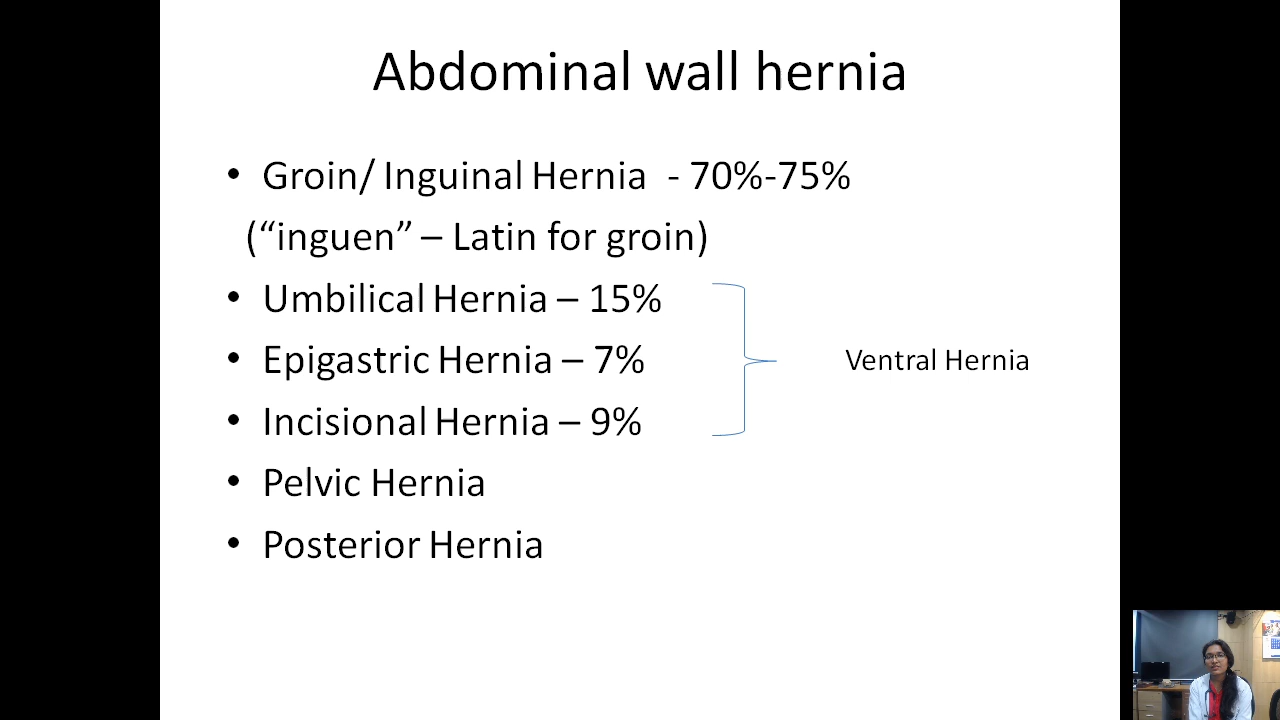 Abdominal wall hernia
• Groin/ Inguinal Hernia - 70%-75%
(“inguen” – Latin for groin)
• Umbilical Hernia – 15%
• Epigastric Hernia – 7%
• Incisional Hernia – 9%
• Pelvic Hernia
• Posterior Hernia
Ventral Hernia